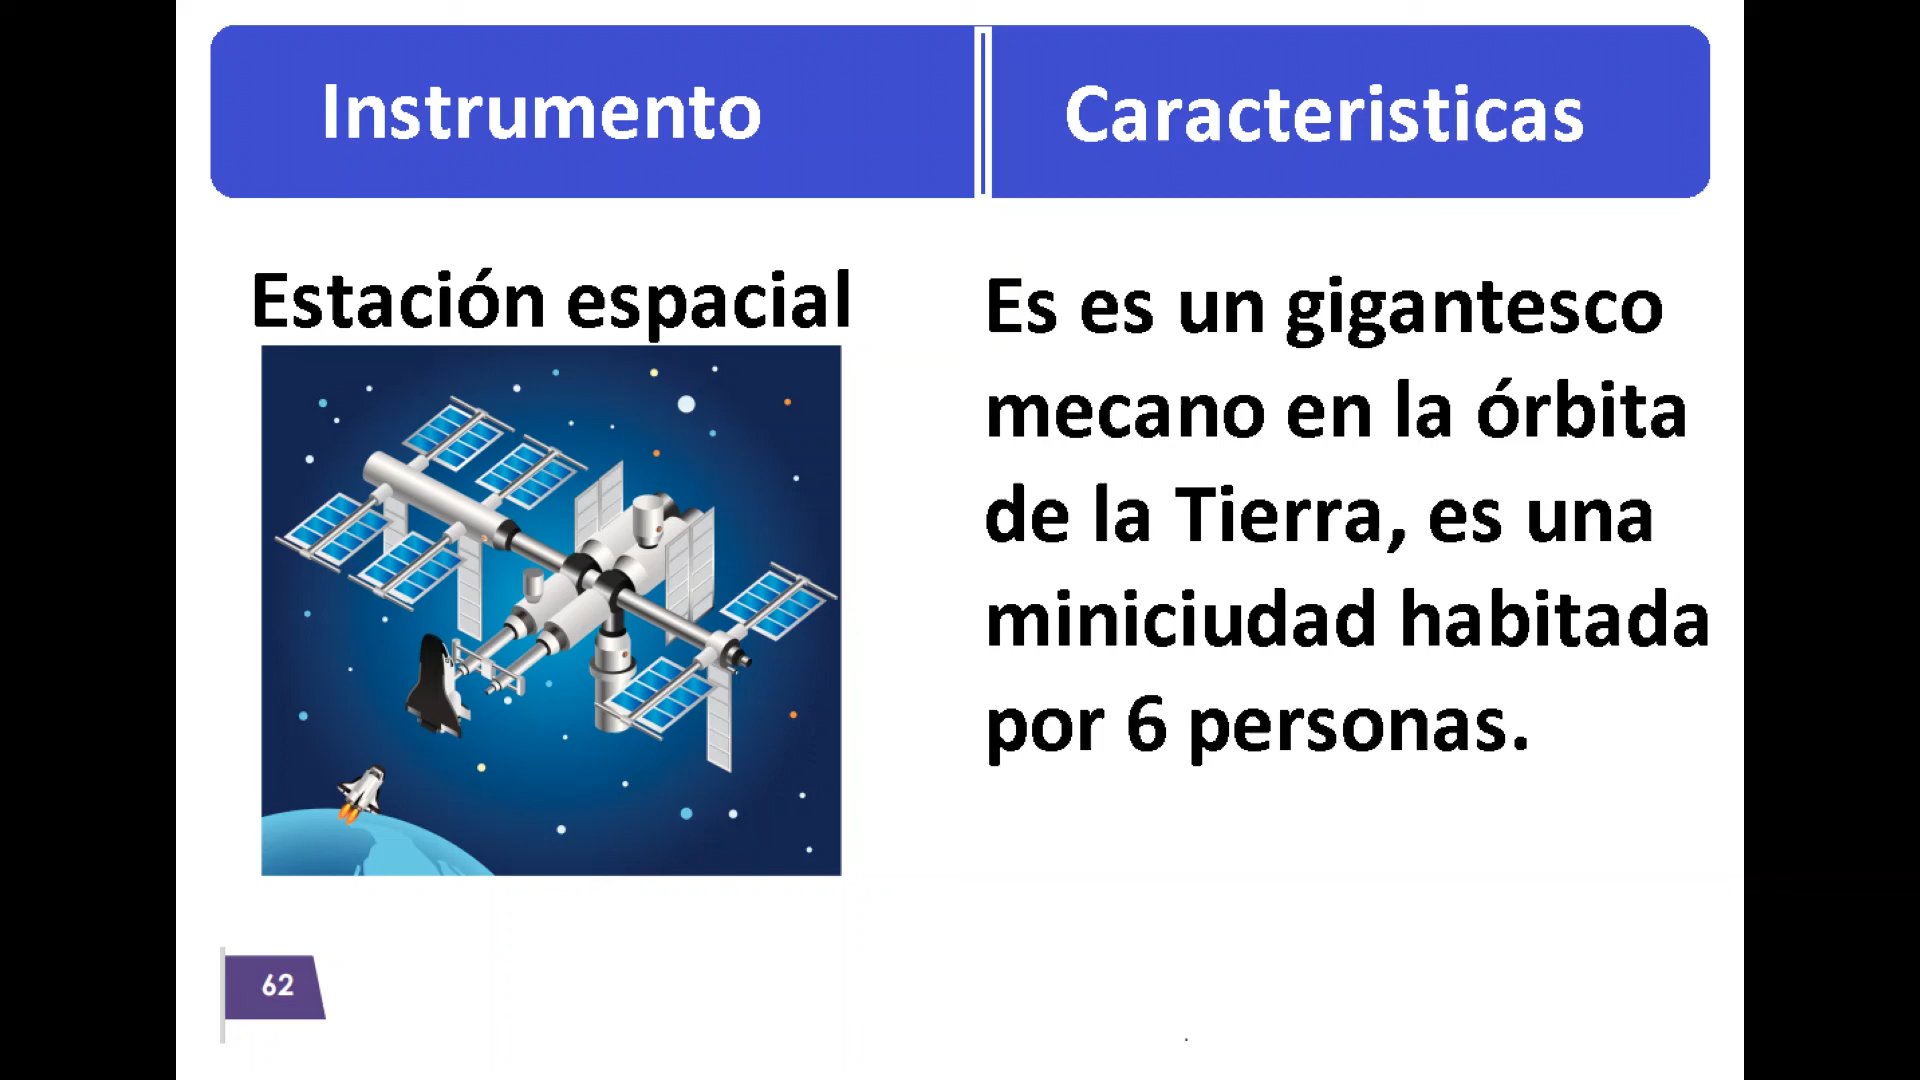 Instrumento
Caracteristicas
Estación espacial
Es es un gigantesco
mecano en la órbita
de la Tierra, es una
miniciudad habitada
por 6 personas.
62